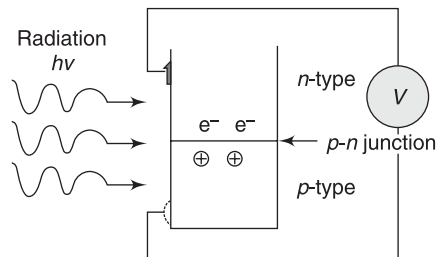 Radiation
hν
n-type
V
e⁻ e⁻
p-n junction
⊕ ⊕
p-type